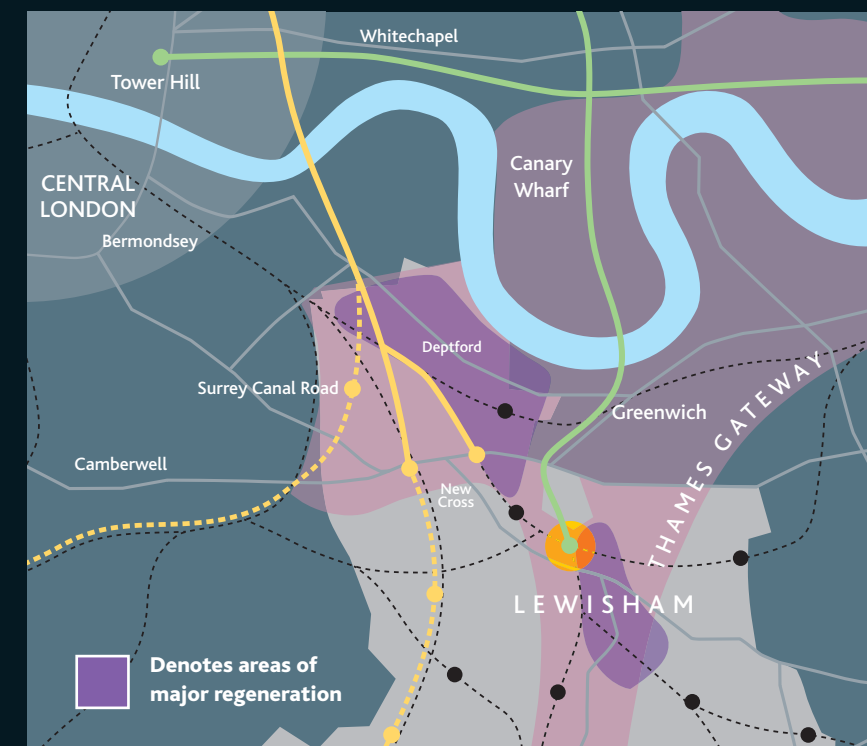 Whitechapel
Tower Hill
Canary
Wharf
CENTRAL
LONDON
Bermondsey
Deptford
Surrey Canal Road
Greenwich
THAMES GATEWAY
Camberwell
New
Cross
LEWISHAM
Denotes areas of
major regeneration